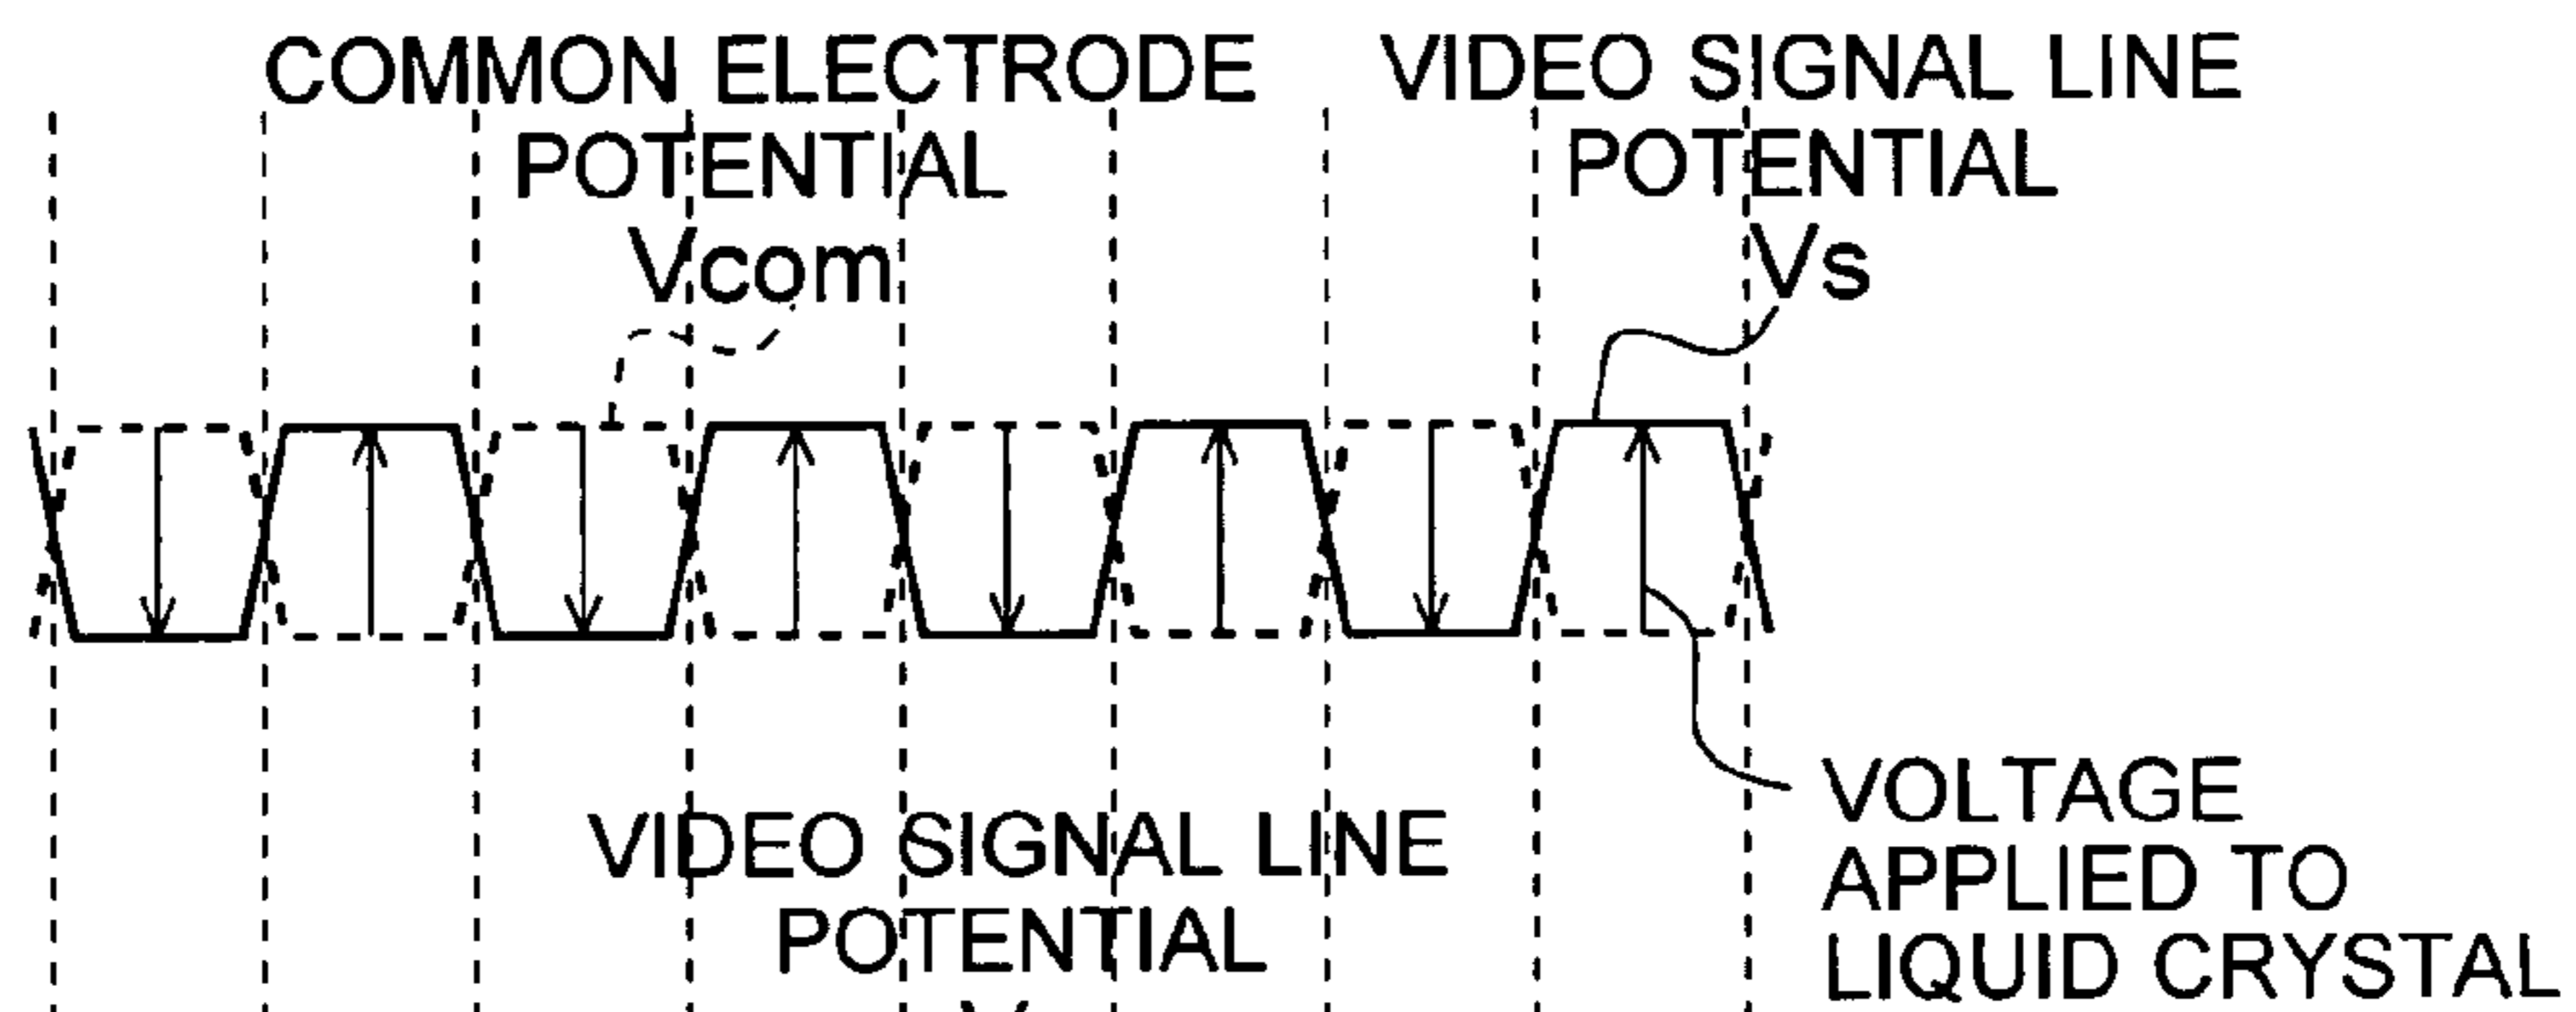 COMMON ELECTRODE
POTENTIAL
Vcom
VIDEO SIGNAL LINE
POTENTIAL
Vs
VOLTAGE
APPLIED TO
LIQUID CRYSTAL
VIDEO SIGNAL LINE
POTENTIAL